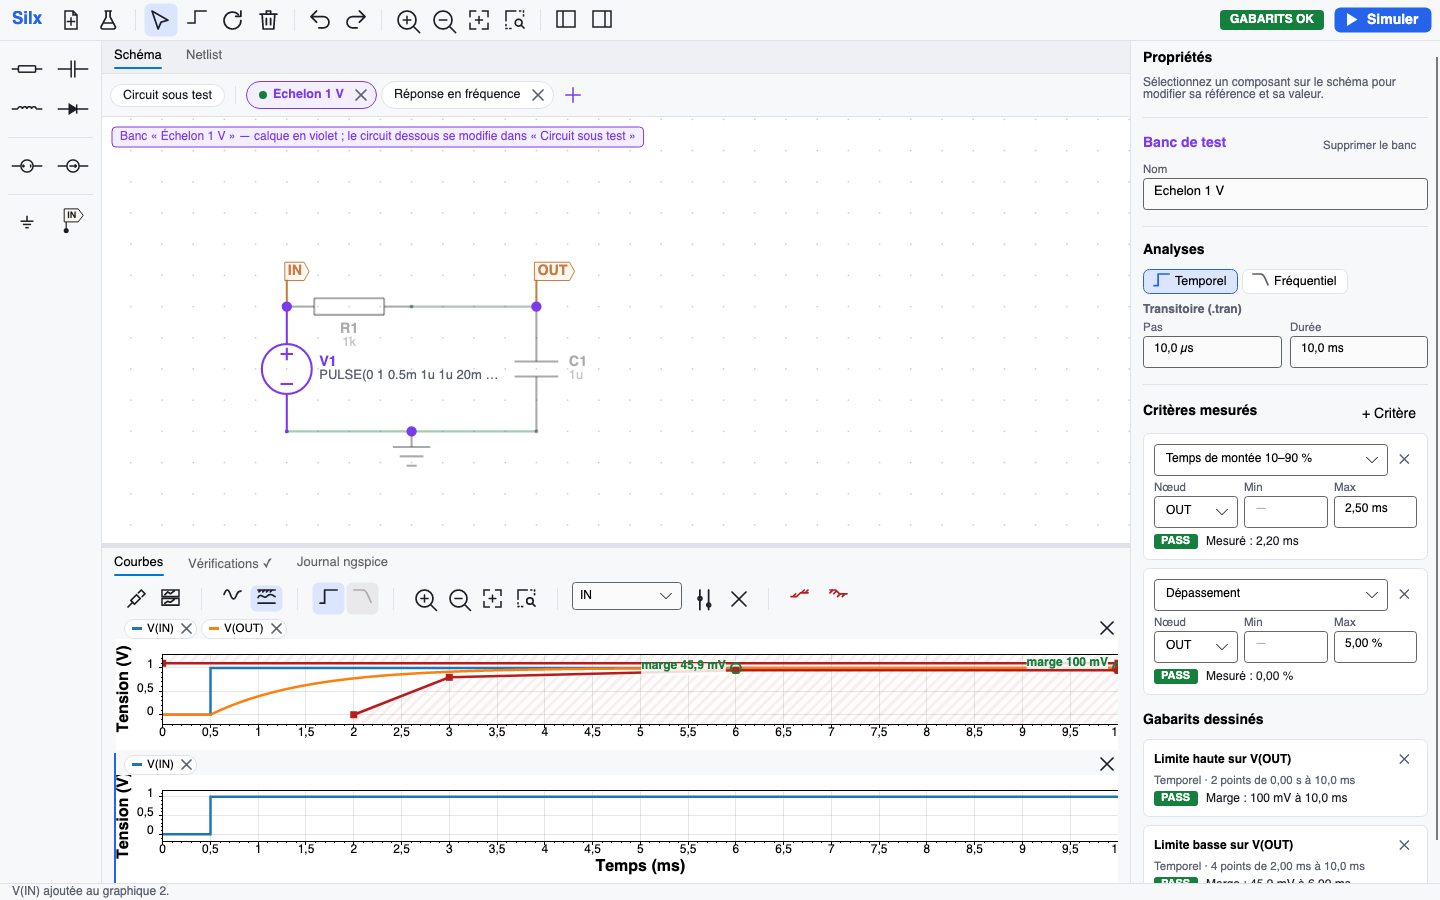 Silx
GABARITS OK
Simuler
Schéma
Netlist
Circuit sous test
Echelon 1 V
Réponse en fréquence
Banc « Échelon 1 V » — calque en violet ; le circuit dessous se modifie dans « Circuit sous test »
IN
IN
OUT
R1
1k
V1
PULSE(0 1 0.5m 1u 1u 20m …
C1
1u
Propriétés
Sélectionnez un composant sur le schéma pour
modifier sa référence et sa valeur.
Banc de test
Supprimer le banc
Nom
Echelon 1 V
Analyses
Temporel
Fréquentiel
Transitoire (.tran)
Pas
Durée
10,0 µs
10,0 ms
Critères mesurés
+ Critère
Temps de montée 10–90 %
Nœud
Min
Max
OUT
—
2,50 ms
PASS
Mesuré : 2,20 ms
Dépassement
Nœud
Min
Max
OUT
—
5,00 %
PASS
Mesuré : 0,00 %
Gabarits dessinés
Limite haute sur V(OUT)
Temporel · 2 points de 0,00 s à 10,0 ms
PASS
Marge : 100 mV à 10,0 ms
Limite basse sur V(OUT)
Temporel · 4 points de 2,00 ms à 10,0 ms
PASS
Marge : 45,9 mV à 6,00 ms
Courbes
Vérifications ✓
Journal ngspice
IN
V(IN)
V(OUT)
Tension (V)
1
0,5
0
marge 45,9 mV
marge 100 mV
0 0,5 1 1,5 2 2,5 3 3,5 4 4,5 5 5,5 6 6,5 7 7,5 8 8,5 9 9,5 1
V(IN)
Tension (V)
1
0,5
0
0 0,5 1 1,5 2 2,5 3 3,5 4 4,5 5 5,5 6 6,5 7 7,5 8 8,5 9 9,5 1
Temps (ms)
V(IN) ajoutée au graphique 2.